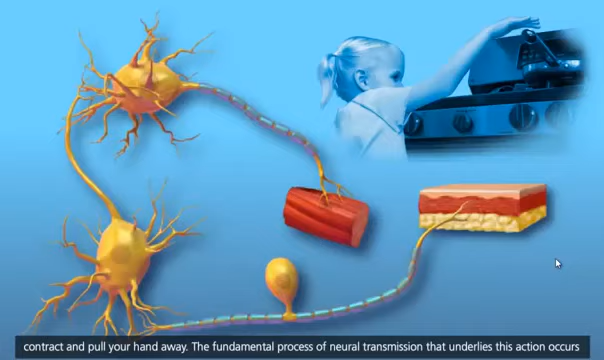 contract and pull your hand away. The fundamental process of neural transmission that underlies this action occurs